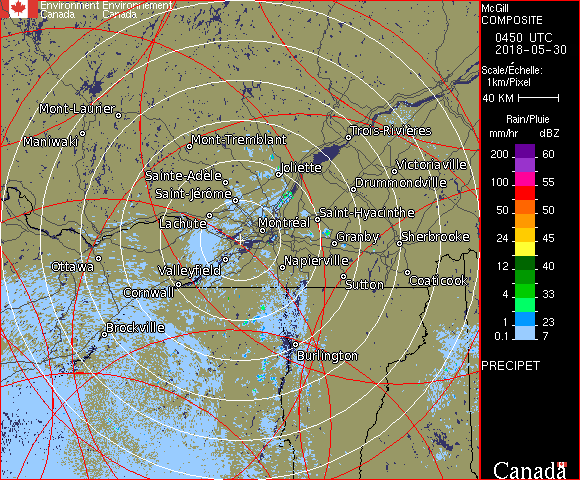 Environment Environnement
Canada Canada
McGill
COMPOSITE
0450 UTC
2018-05-30
Scale/Échelle:
1km/Pixel
40 KM
Rain/Pluie
mm/hr dBZ
200 60
100 55
50 50
24 45
12 40
4 33
1 23
0.1 7
PRECIPET
Canada
Mont-Laurier
Maniwaki
Mont-Tremblant
Trois-Rivières
Sainte-Adèle
Joliette
Victoriaville
Saint-Jérôme
Drummondville
Lachute
Montréal
Saint-Hyacinthe
Granby
Sherbrooke
Ottawa
Valleyfield
Napierville
Cornwall
Sutton
Coaticook
Brockville
Burlington